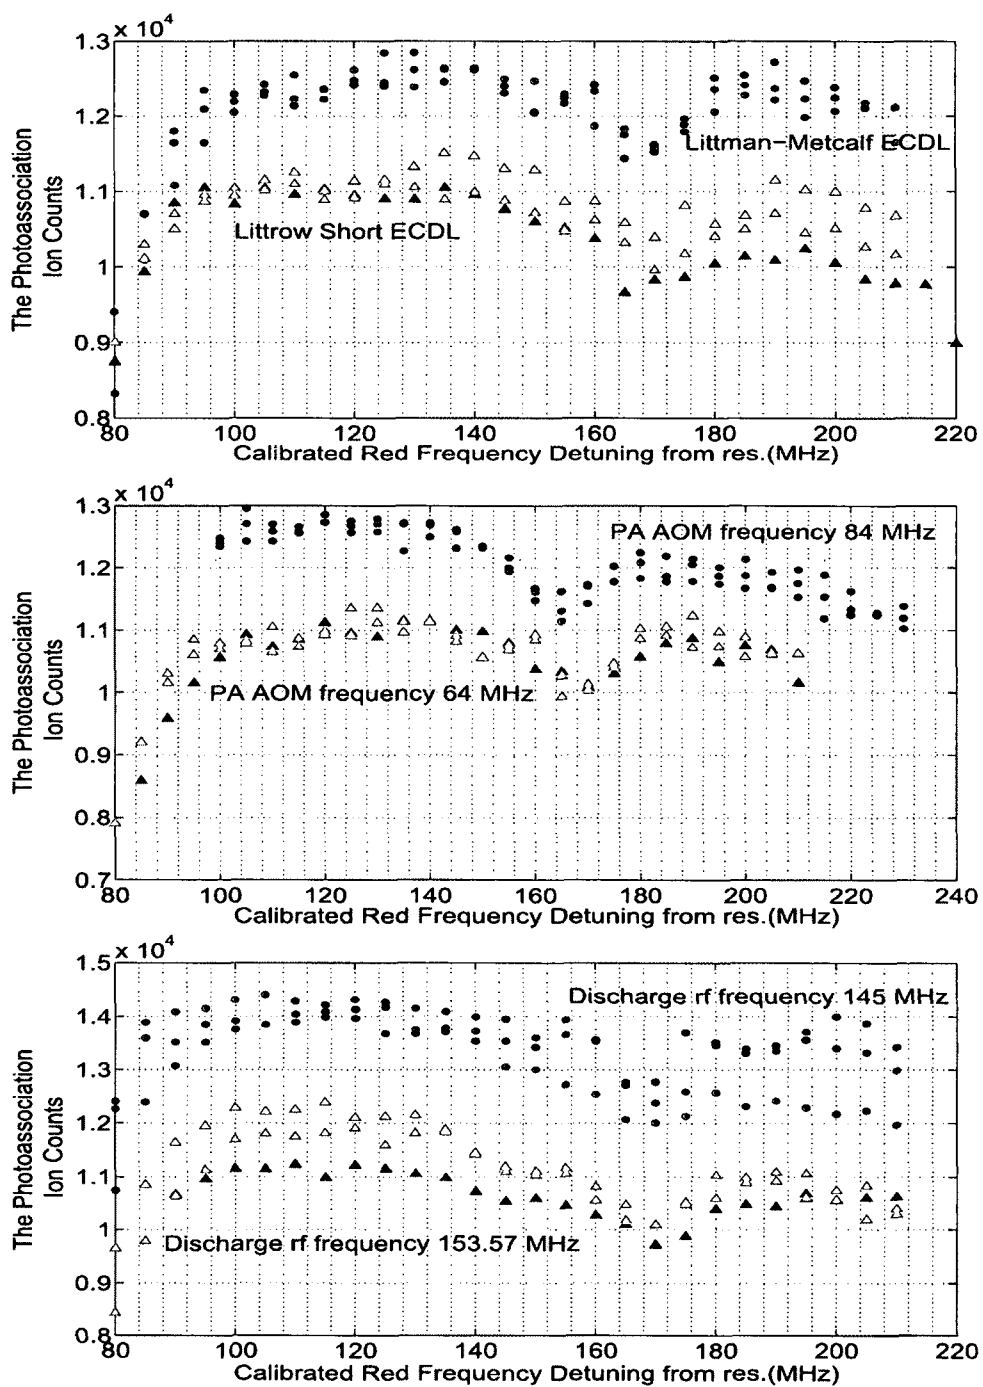 x 10^4
1.3
1.2
1.1
1
0.9
0.8
The Photoassociation
Ion Counts
Littman-Metcalf ECDL
Littrow Short ECDL
80 100 120 140 160 180 200 220
Calibrated Red Frequency Detuning from res.(MHz)
x 10^4
1.3
1.2
1.1
1
0.9
0.8
0.7
The Photoassociation
Ion Counts
PA AOM frequency 84 MHz
PA AOM frequency 64 MHz
80 100 120 140 160 180 200 220 240
Calibrated Red Frequency Detuning from res.(MHz)
x 10^4
1.5
1.4
1.3
1.2
1.1
1
0.9
0.8
The Photoassociation
Ion Counts
Discharge rf frequency 145 MHz
Discharge rf frequency 153.57 MHz
80 100 120 140 160 180 200 220
Calibrated Red Frequency Detuning from res.(MHz)